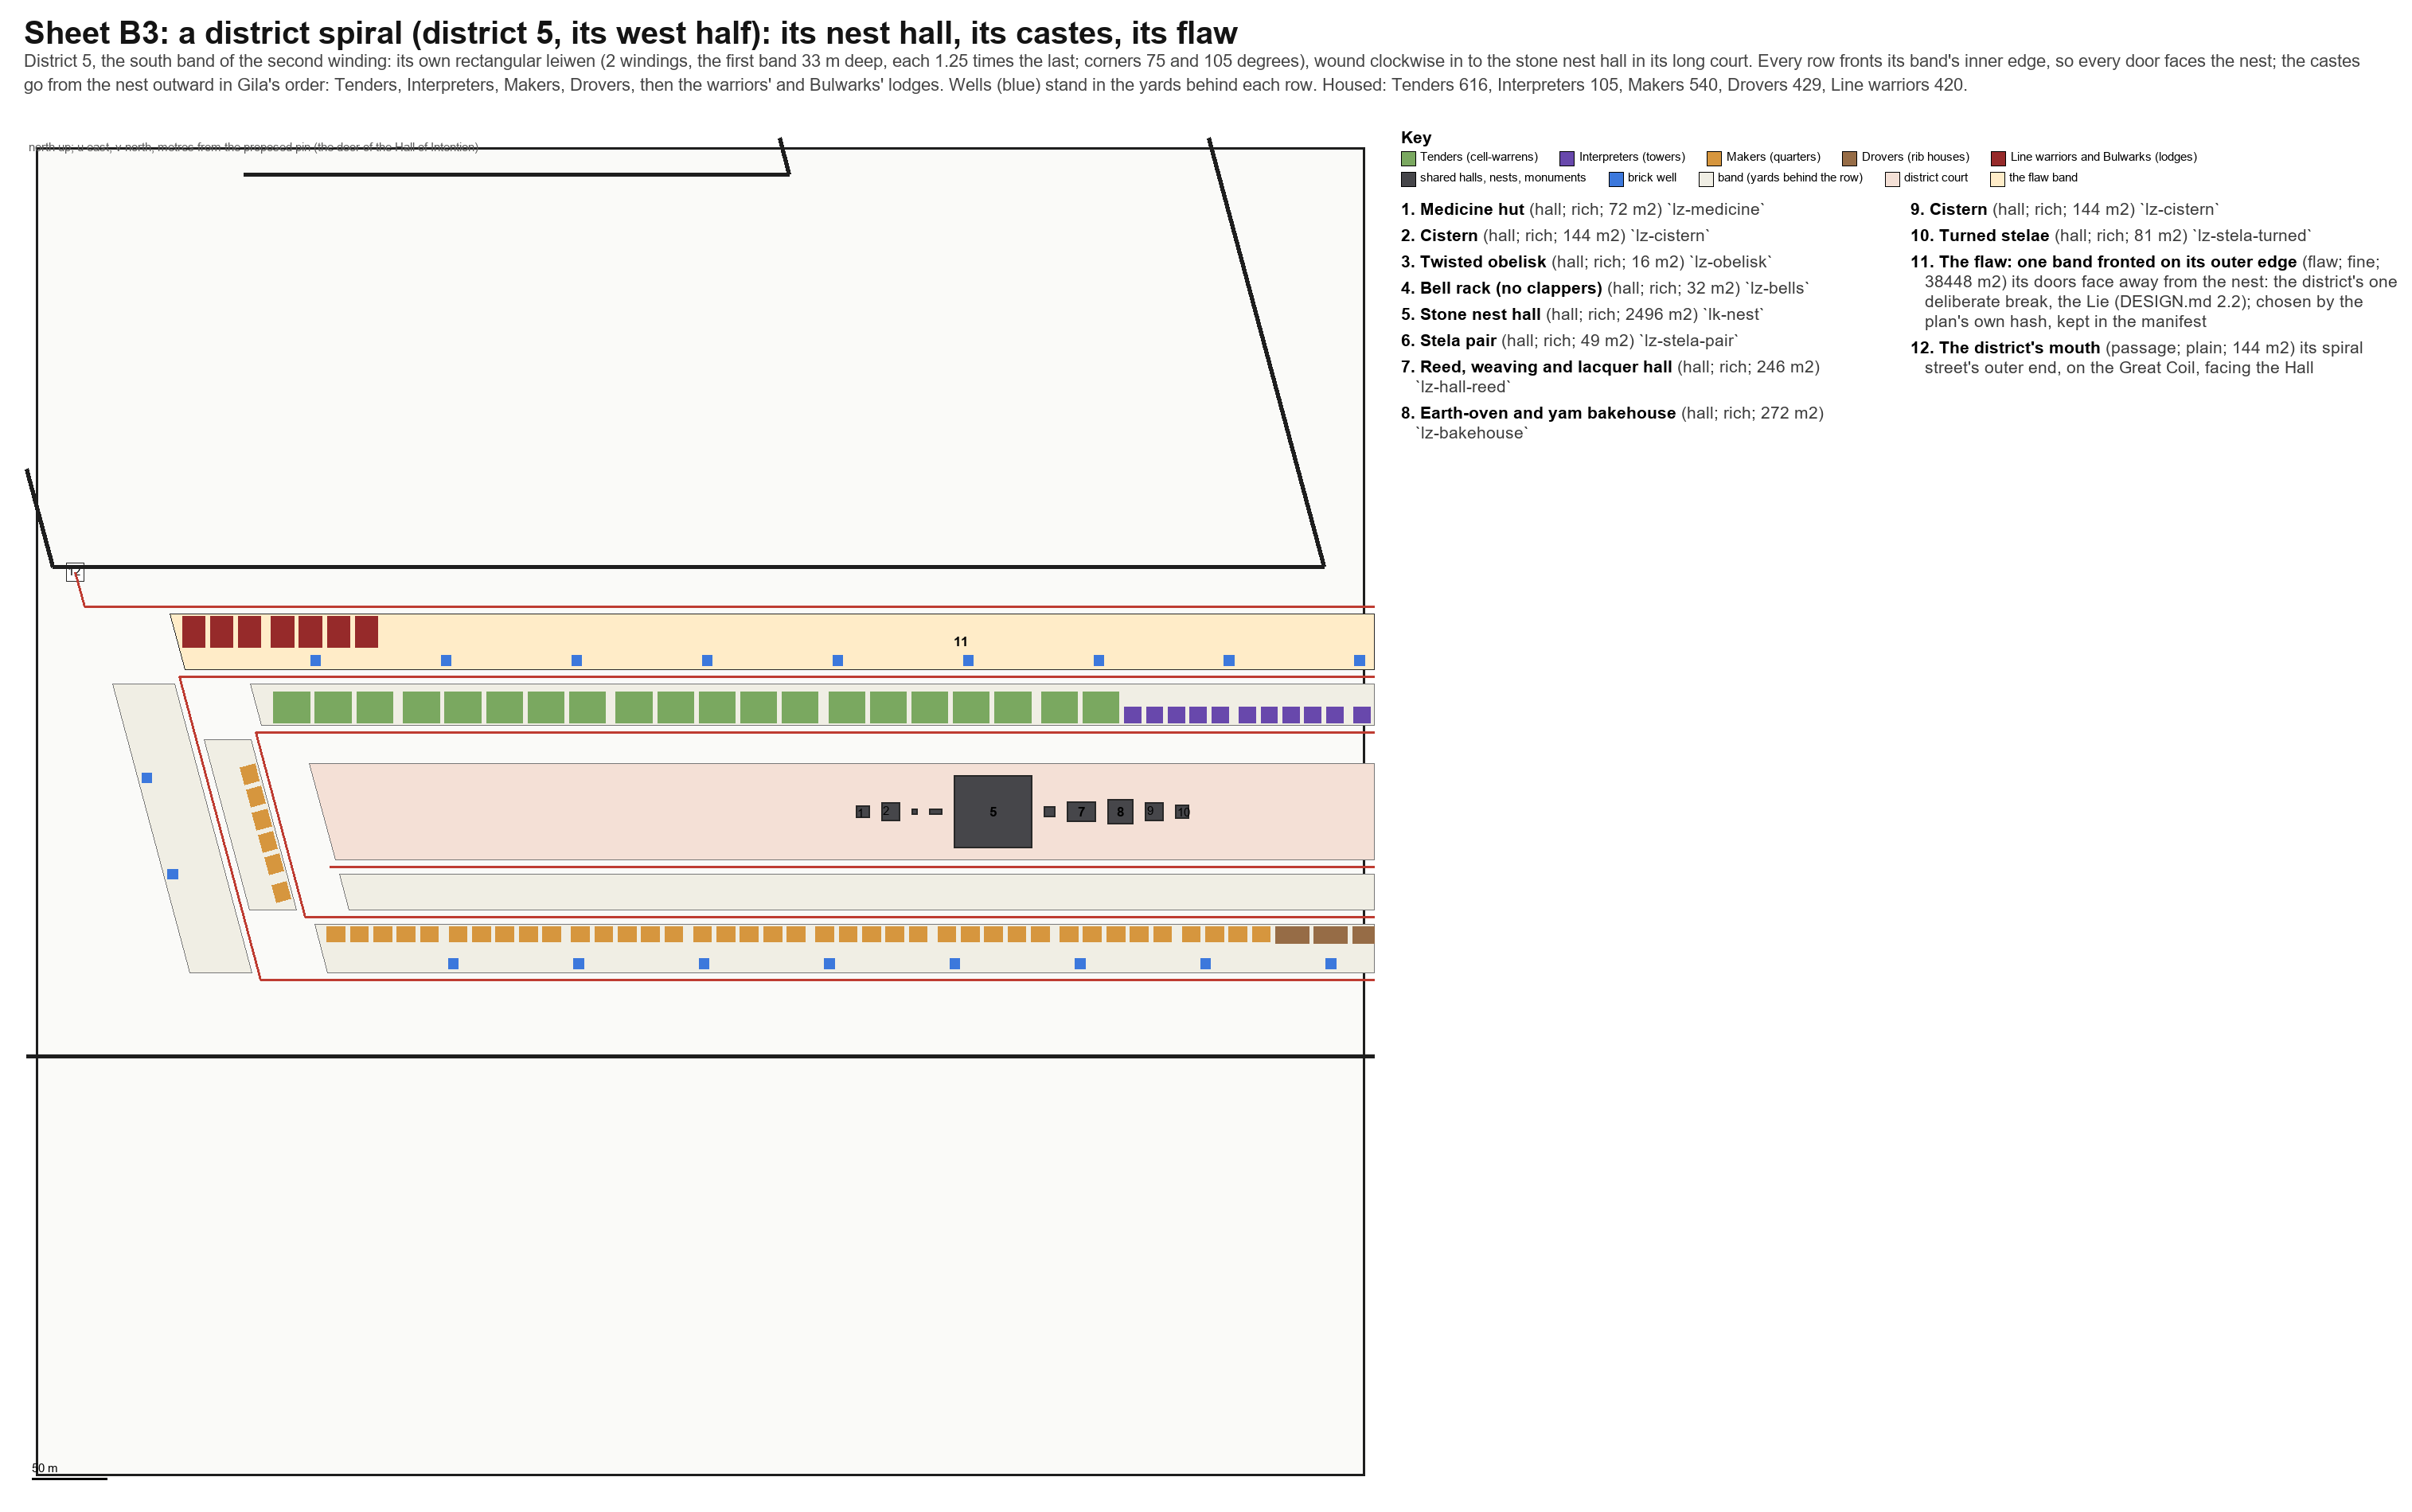 Sheet B3: a district spiral (district 5, its west half): its nest hall, its castes, its flaw
District 5, the south band of the second winding: its own rectangular leiwen (2 windings, the first band 33 m deep, each 1.25 times the last; corners 75 and 105 degrees), wound clockwise in to the stone nest hall in its long court. Every row fronts its band's inner edge, so every door faces the nest; the castes
go from the nest outward in Gila's order: Tenders, Interpreters, Makers, Drovers, then the warriors' and Bulwarks' lodges. Wells (blue) stand in the yards behind each row. Housed: Tenders 616, Interpreters 105, Makers 540, Drovers 429, Line warriors 420.
north up; u east, v north, metres from the proposed pin (the door of the Hall of Intention)
12
11
1
2
5
7
8
9
10
50 m
Key
Tenders (cell-warrens)
Interpreters (towers)
Makers (quarters)
Drovers (rib houses)
Line warriors and Bulwarks (lodges)
shared halls, nests, monuments
brick well
band (yards behind the row)
district court
the flaw band
1. Medicine hut (hall; rich; 72 m2) `lz-medicine`
2. Cistern (hall; rich; 144 m2) `lz-cistern`
3. Twisted obelisk (hall; rich; 16 m2) `lz-obelisk`
4. Bell rack (no clappers) (hall; rich; 32 m2) `lz-bells`
5. Stone nest hall (hall; rich; 2496 m2) `lk-nest`
6. Stela pair (hall; rich; 49 m2) `lz-stela-pair`
7. Reed, weaving and lacquer hall (hall; rich; 246 m2)
`lz-hall-reed`
8. Earth-oven and yam bakehouse (hall; rich; 272 m2)
`lz-bakehouse`
9. Cistern (hall; rich; 144 m2) `lz-cistern`
10. Turned stelae (hall; rich; 81 m2) `lz-stela-turned`
11. The flaw: one band fronted on its outer edge (flaw; fine;
38448 m2) its doors face away from the nest: the district's one
deliberate break, the Lie (DESIGN.md 2.2); chosen by the
plan's own hash, kept in the manifest
12. The district's mouth (passage; plain; 144 m2) its spiral
street's outer end, on the Great Coil, facing the Hall